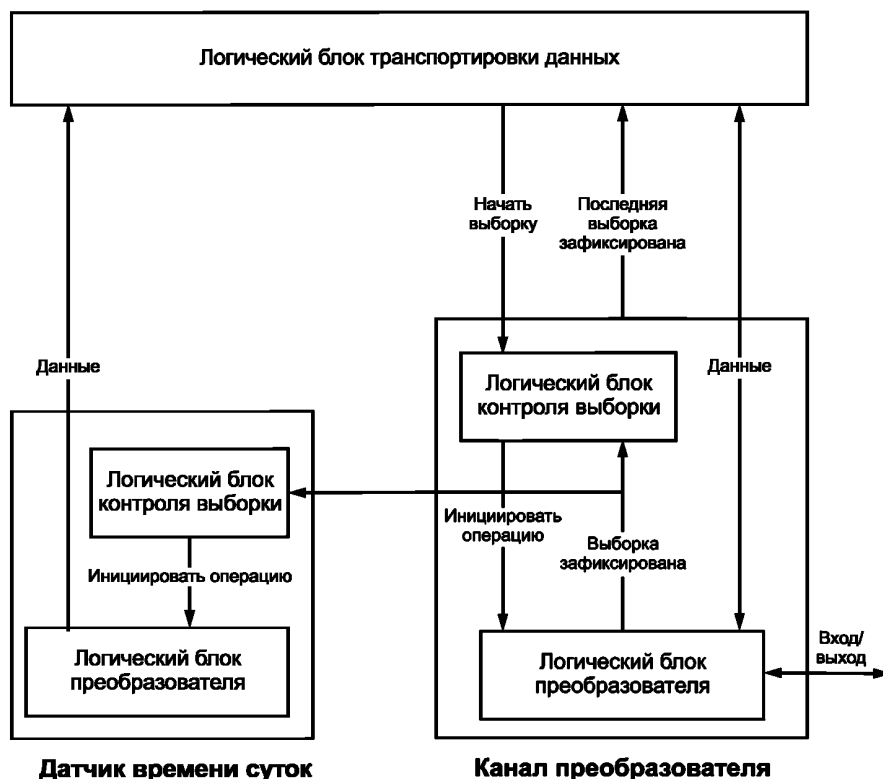 Логический блок транспортировки данных
Начать
выборку
Последняя
выборка
зафиксирована
Данные
Данные
Логический блок
контроля выборки
Логический блок
контроля выборки
Инициировать
операцию
Выборка
зафиксирована
Инициировать операцию
Логический блок
преобразователя
Логический блок
преобразователя
Вход/
выход
Датчик времени суток
Канал преобразователя